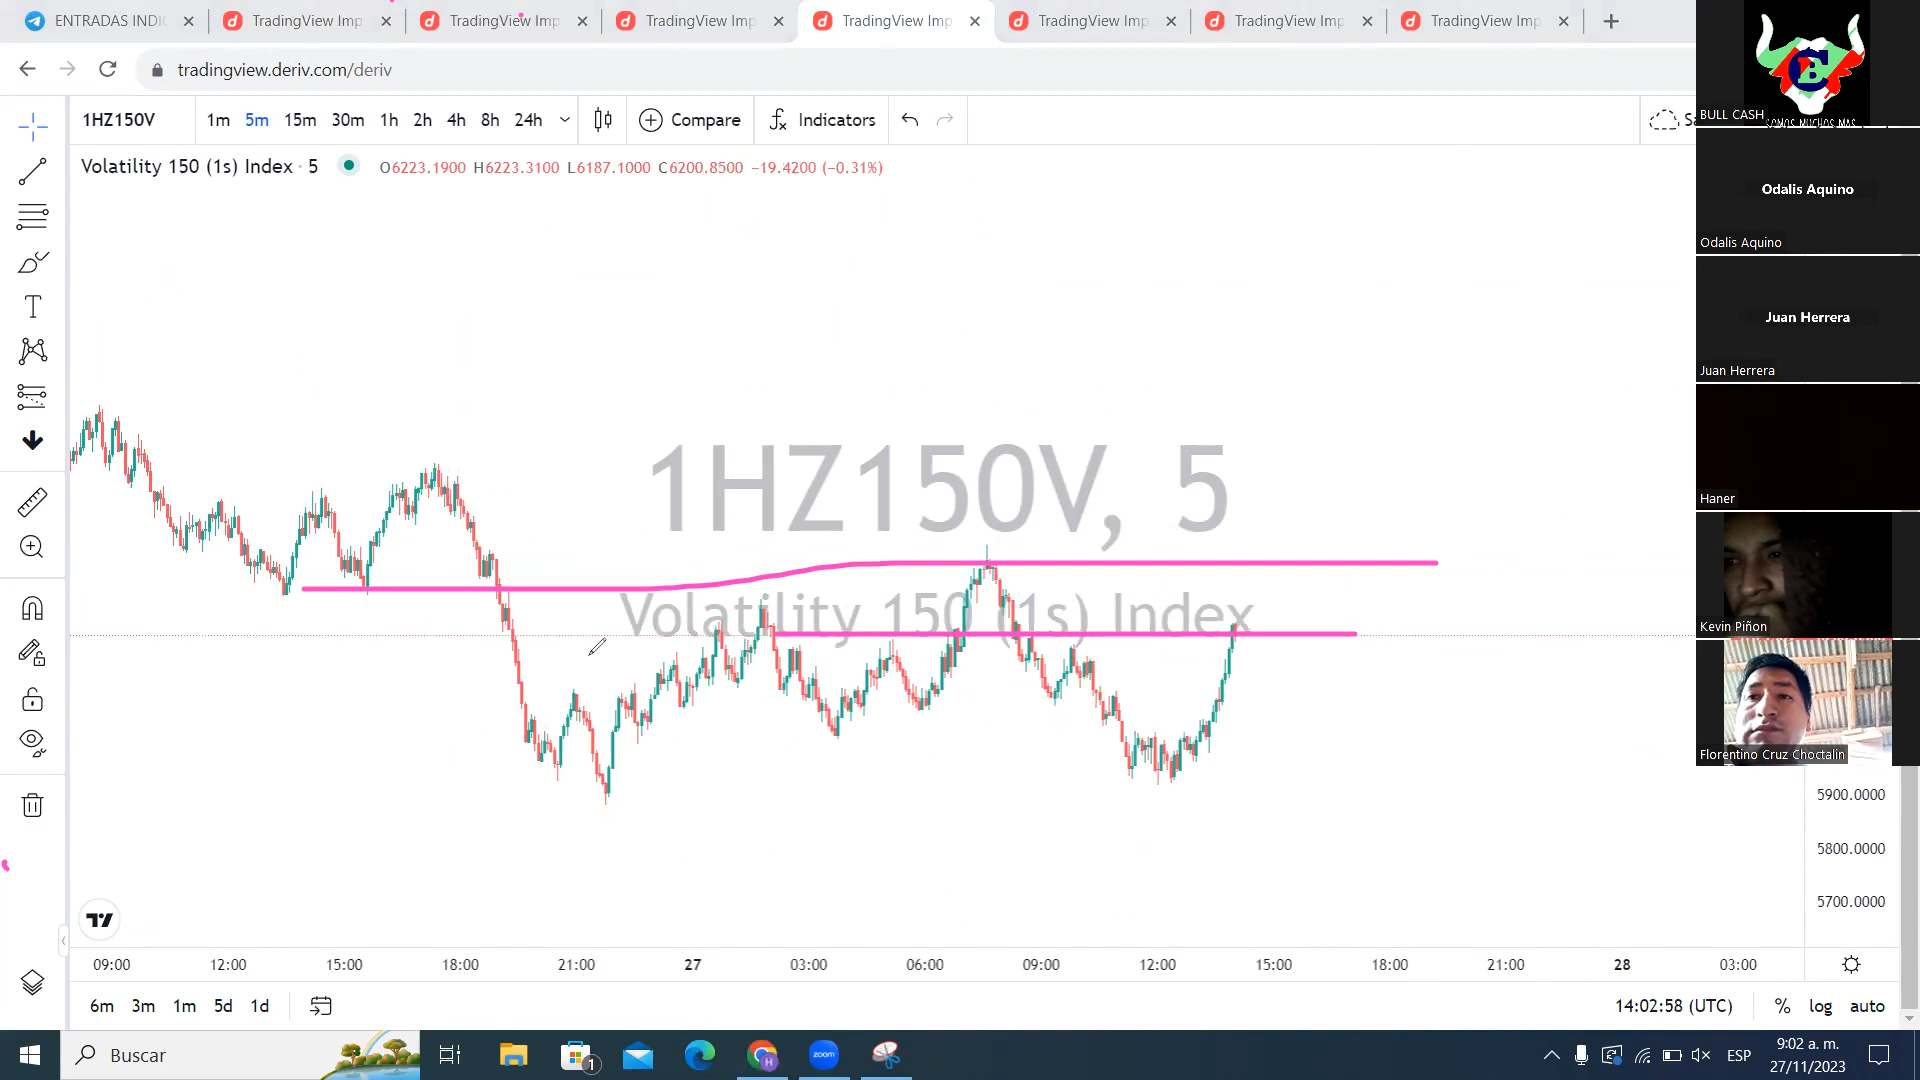 ENTRADAS INDI
TradingView Imp
TradingView Imp
TradingView Imp
TradingView Imp
TradingView Imp
TradingView Imp
TradingView Imp
tradingview.deriv.com/deriv
1HZ150V
1m 5m 15m 30m 1h 2h 4h 8h 24h
Compare
Indicators
Volatility 150 (1s) Index · 5
O6223.1900 H6223.3100 L6187.1000 C6200.8500 −19.4200 (−0.31%)
1HZ150V, 5
Volatility 150 (1s) Index
BULL CASH
SOMOS MUCHOS MAS
Odalis Aquino
Odalis Aquino
Juan Herrera
Juan Herrera
Haner
Kevin Piñon
Florentino Cruz Choctalin
5900.0000
5800.0000
5700.0000
09:00 12:00 15:00 18:00 21:00 27 03:00 06:00 09:00 12:00 15:00 18:00 21:00 28 03:00
6m 3m 1m 5d 1d
14:02:58 (UTC) % log auto
Buscar
1
zoom
H
ESP
9:02 a. m.
27/11/2023